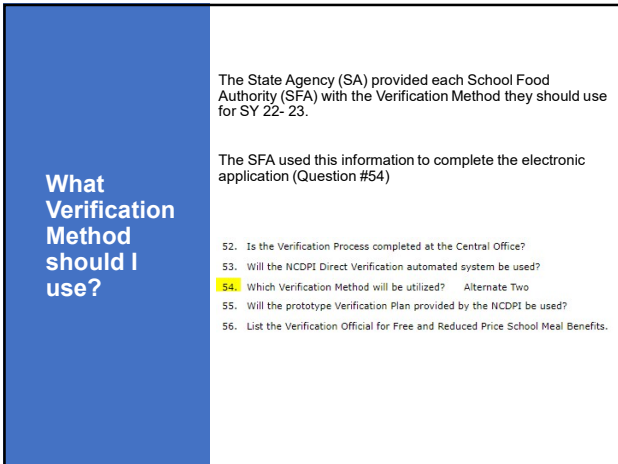 What
Verification
Method
should I
use?
The State Agency (SA) provided each School Food
Authority (SFA) with the Verification Method they should use
for SY 22- 23.
The SFA used this information to complete the electronic
application (Question #54)
52. Is the Verification Process completed at the Central Office?
53. Will the NCDPI Direct Verification automated system be used?
54. Which Verification Method will be utilized? Alternate Two
55. Will the prototype Verification Plan provided by the NCDPI be used?
56. List the Verification Official for Free and Reduced Price School Meal Benefits.